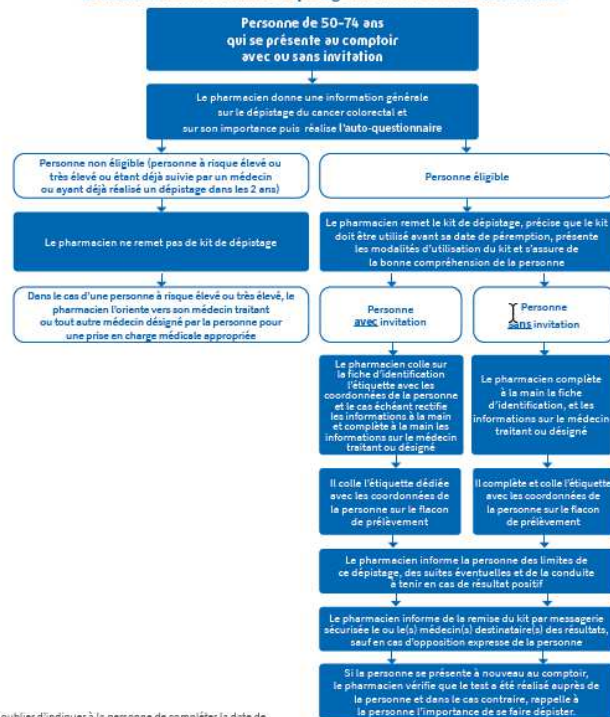 Personne de 50-74 ans
qui se présente au comptoir
avec ou sans invitation
Le pharmacien donne une information générale
sur le dépistage du cancer colorectal et
sur son importance puis réalise l'auto-questionnaire
Personne non éligible (personne à risque élevé ou
très élevé ou étant déjà suivie par un médecin
ou ayant déjà réalisé un dépistage dans les 2 ans)
Personne éligible
Le pharmacien ne remet pas de kit de dépistage
Le pharmacien remet le kit de dépistage, précise que le kit
doit être utilisé avant sa date de péremption, présente
les modalités d'utilisation du kit et s'assure de
la bonne compréhension de la personne
Dans le cas d'une personne à risque élevé ou très élevé, le
pharmacien l'oriente vers son médecin traitant
ou tout autre médecin désigné par la personne pour
une prise en charge médicale appropriée
Personne
avec invitation
Personne
sans invitation
Le pharmacien colle sur
la fiche d'identification
l'étiquette avec les
coordonnées de la personne
et le cas échéant rectifie
les informations à la main
et complète à la main les
informations sur le médecin
traitant ou désigné
Le pharmacien complète
à la main la fiche
d'identification, et les
informations sur le médecin
traitant ou désigné
Il colle l'étiquette dédiée
avec les coordonnées de
la personne sur le flacon
de prélèvement
Il complète et colle l'étiquette
avec les coordonnées de
la personne sur le flacon
de prélèvement
Le pharmacien informe la personne des limites de
ce dépistage, des suites éventuelles et de la conduite
à tenir en cas de résultat positif
Le pharmacien informe de la remise du kit par messagerie
sécurisée le ou le(s) médecin(s) destinataire(s) des résultats,
sauf en cas d'opposition expresse de la personne
Si la personne se présente à nouveau au comptoir,
le pharmacien vérifie que le test a été réalisé auprès de
la personne et dans le cas contraire, rappelle à
la personne l'importance de se faire dépister.
oublier d'indiquer à la personne de compléter la date de